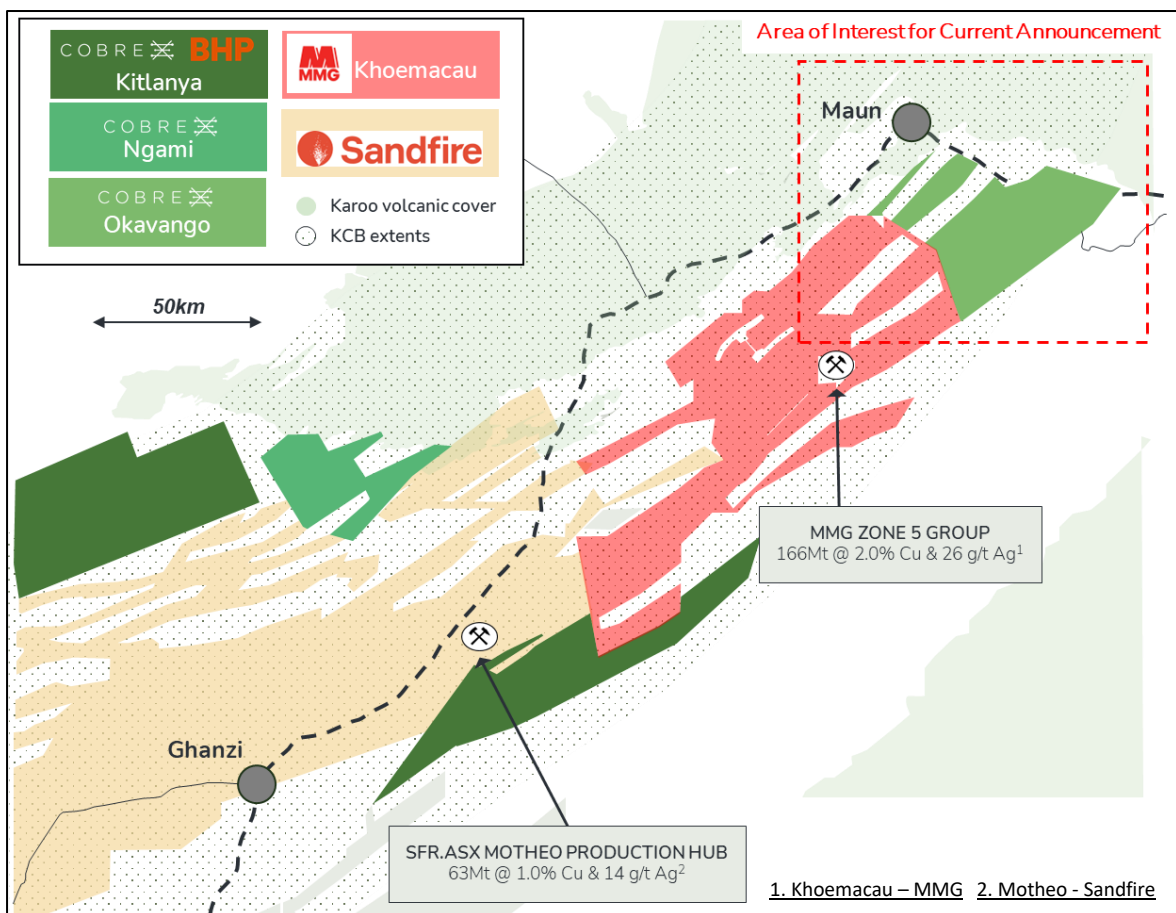 Area of Interest for Current Announcement
COBRE BHP
Kitlanya
MMG
Khoemacau
COBRE
Ngami
Sandfire
COBRE
Okavango
Karoo volcanic cover
KCB extents
Maun
50km
MMG ZONE 5 GROUP
166Mt @ 2.0% Cu & 26 g/t Ag¹
Ghanzi
SFR.ASX MOTHEO PRODUCTION HUB
63Mt @ 1.0% Cu & 14 g/t Ag²
1. Khoemacau – MMG 2. Motheo - Sandfire